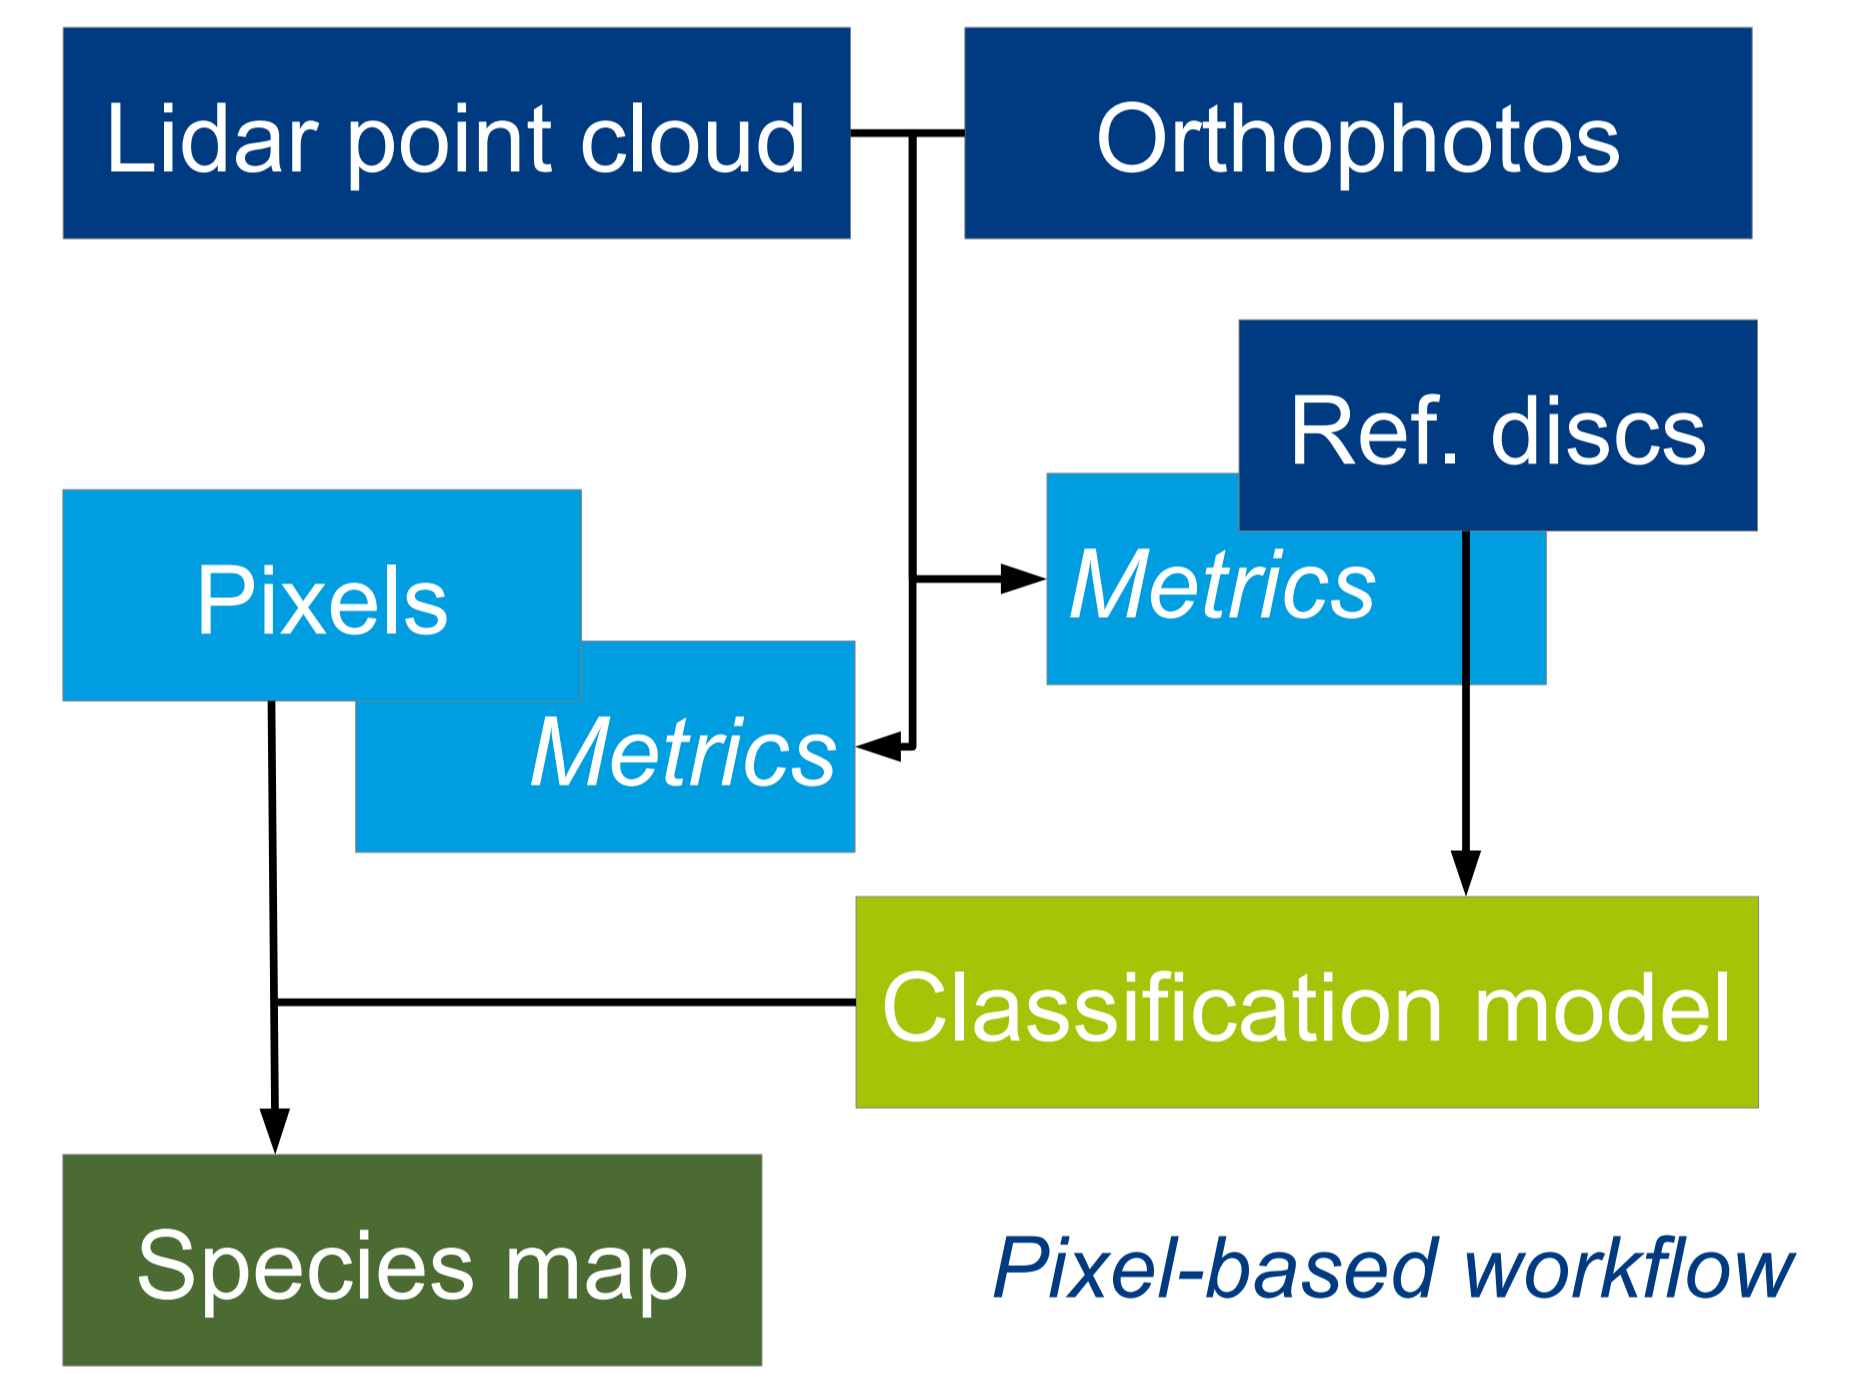 Lidar point cloud
Orthophotos
Ref. discs
Pixels
Metrics
Metrics
Classification model
Species map
Pixel-based workflow